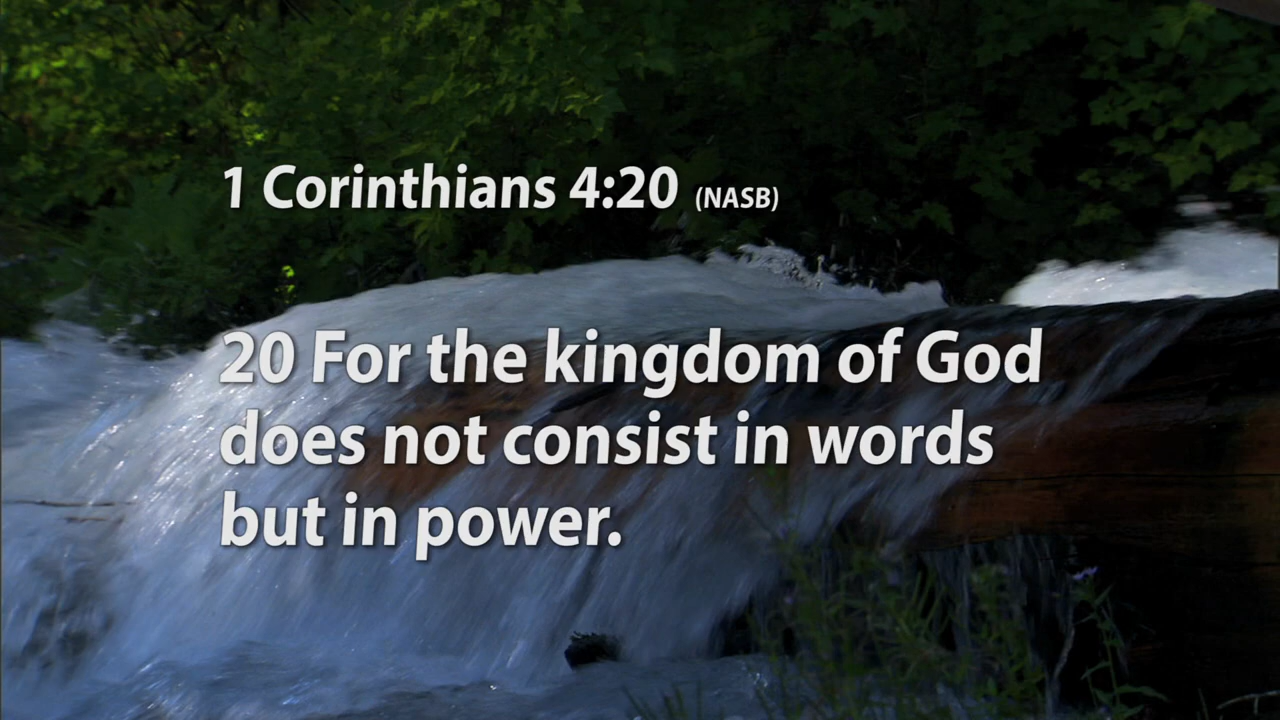 1 Corinthians 4:20 (NASB)
20 For the kingdom of God
does not consist in words
but in power.